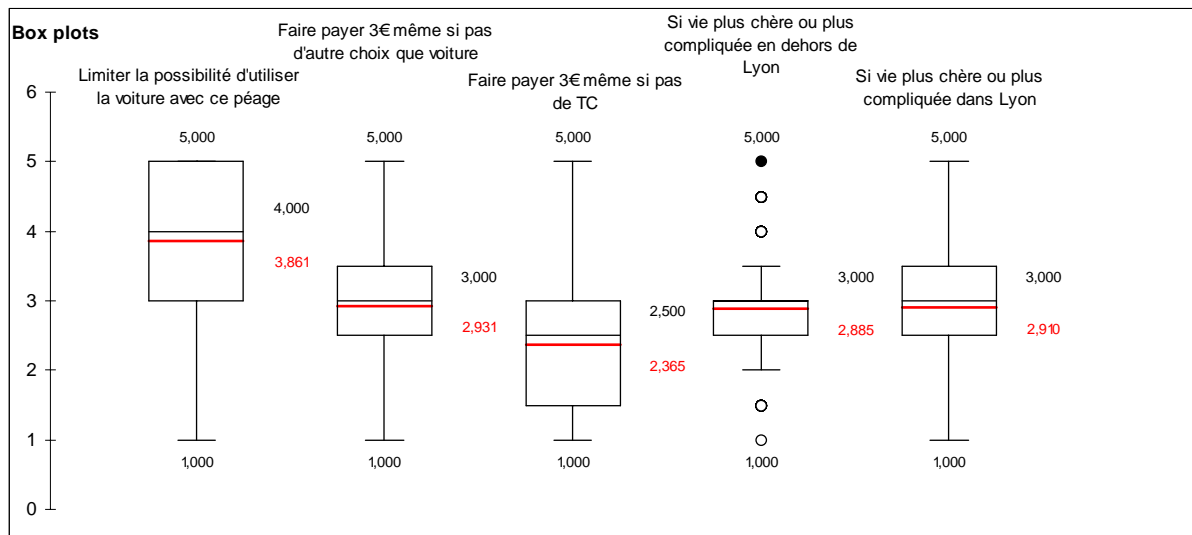 Box plots
Limiter la possibilité d'utiliser
la voiture avec ce péage
Faire payer 3€ même si pas
d'autre choix que voiture
Faire payer 3€ même si pas
de TC
Si vie plus chère ou plus
compliquée en dehors de
Lyon
Si vie plus chère ou plus
compliquée dans Lyon
6
5
4
3
2
1
0
5,000
4,000
3,861
1,000
5,000
3,000
2,931
1,000
5,000
2,500
2,365
1,000
5,000
3,000
2,885
1,000
5,000
3,000
2,910
1,000